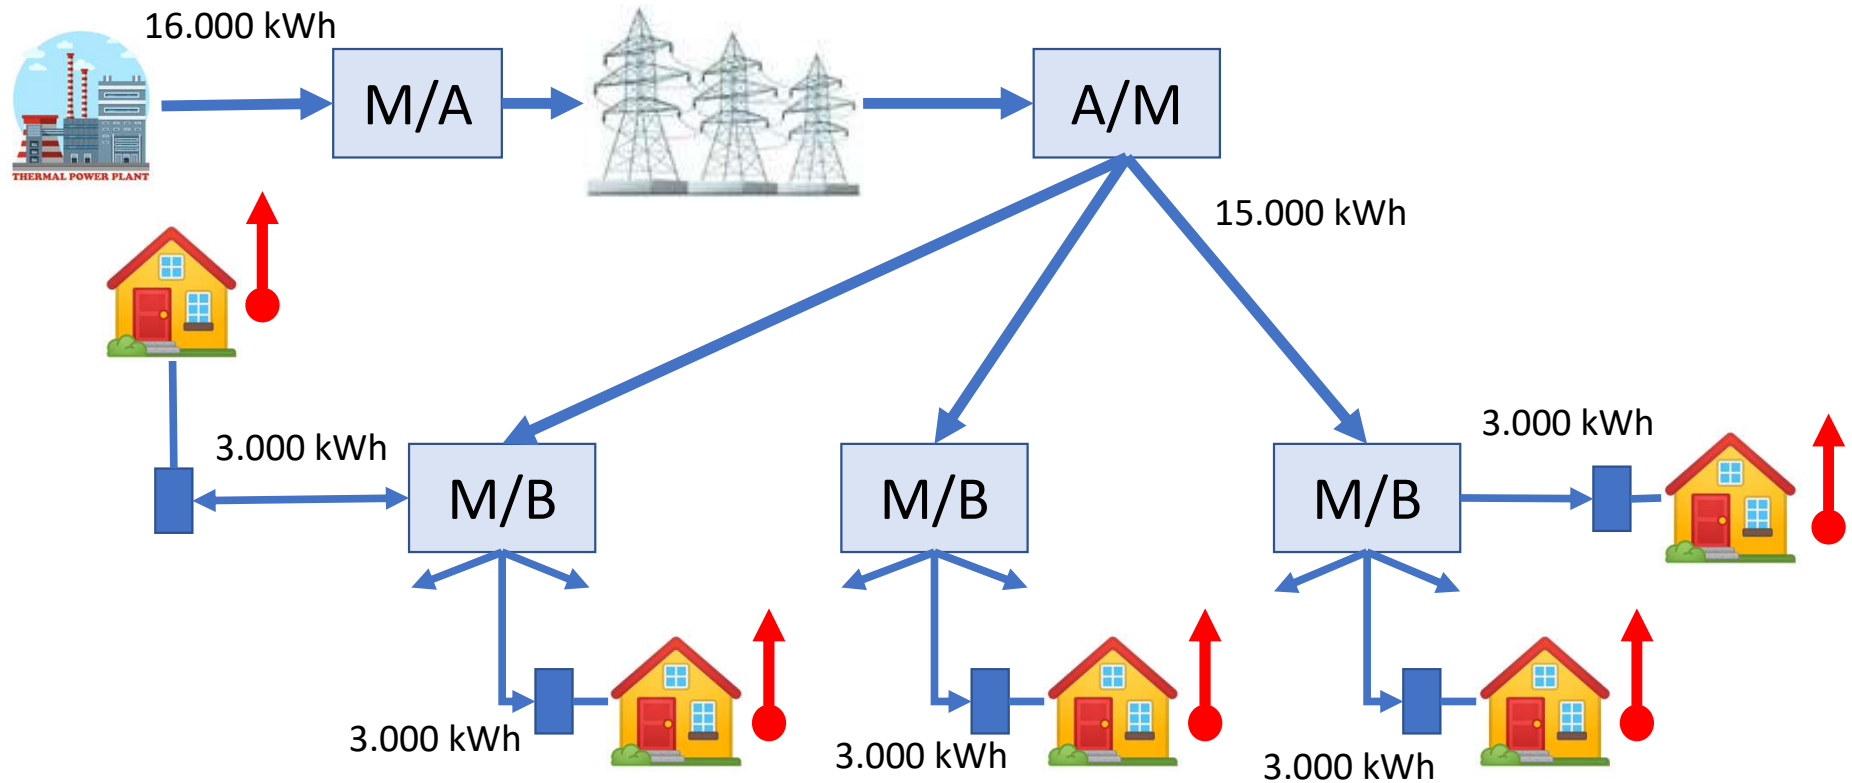 16.000 kWh
M/A
A/M
THERMAL POWER PLANT
15.000 kWh
3.000 kWh
3.000 kWh
M/B
M/B
M/B
3.000 kWh
3.000 kWh
3.000 kWh